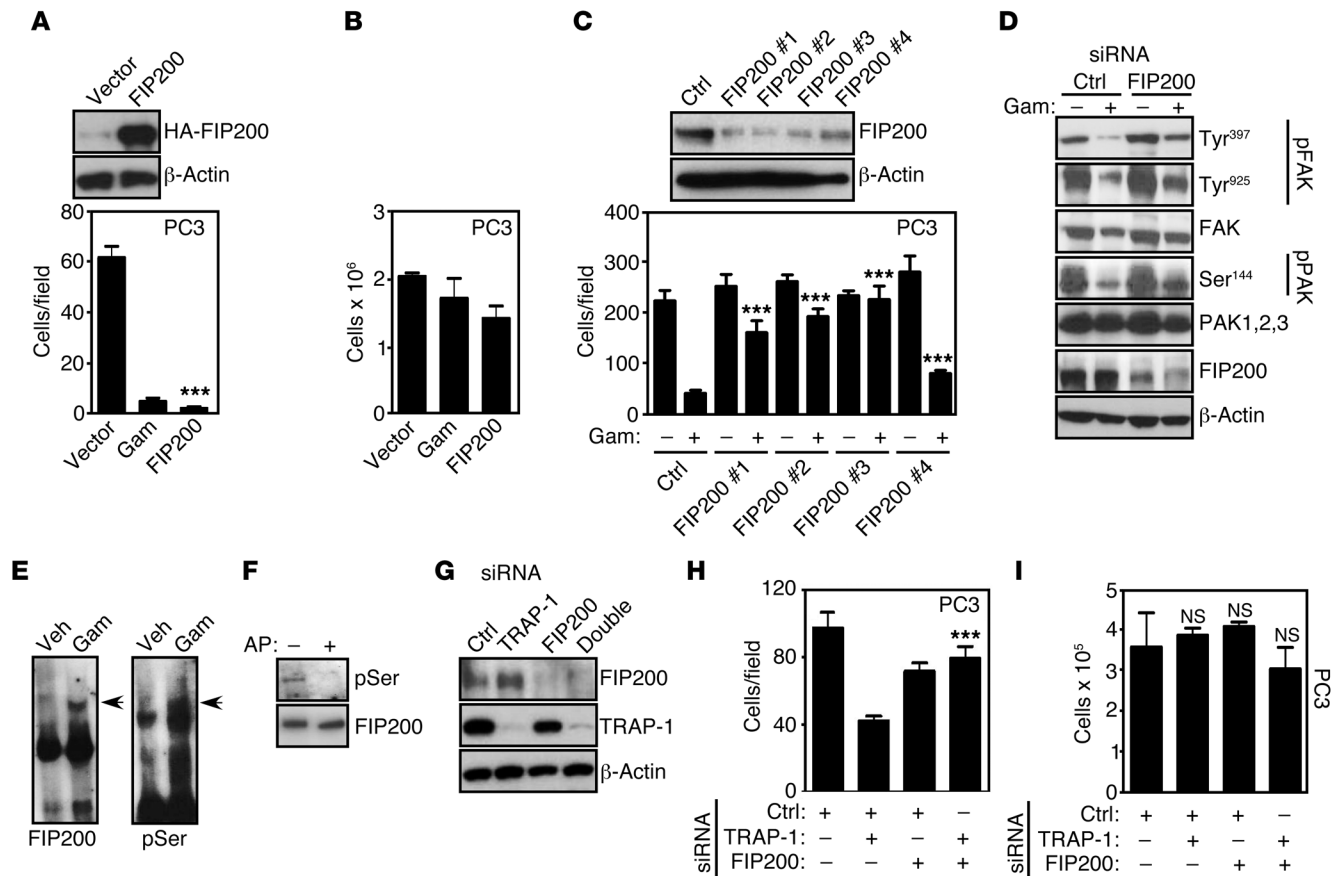 A
Vector
FIP200
HA-FIP200
β-Actin
PC3
Cells/field
80
60
40
20
0
***
Vector
Gam
FIP200
B
PC3
Cells x 10⁶
3
2
1
0
Vector
Gam
FIP200
C
Ctrl
FIP200 #1
FIP200 #2
FIP200 #3
FIP200 #4
FIP200
β-Actin
PC3
Cells/field
400
300
200
100
0
***
***
***
***
Gam: – + – + – + – + – +
Ctrl
FIP200 #1
FIP200 #2
FIP200 #3
FIP200 #4
D
siRNA
Ctrl FIP200
Gam: – + – +
Tyr³⁹⁷
Tyr⁹²⁵
pFAK
FAK
Ser¹⁴⁴
pPAK
PAK1,2,3
FIP200
β-Actin
E
Veh
Gam
FIP200
Veh
Gam
pSer
F
AP: – +
pSer
FIP200
G
siRNA
Ctrl
TRAP-1
FIP200
Double
FIP200
TRAP-1
β-Actin
H
PC3
Cells/field
120
80
40
0
***
siRNA
Ctrl: + + + –
TRAP-1: – + – +
FIP200: – – + +
I
PC3
Cells x 10⁵
5
4
3
2
1
0
NS
NS
NS
siRNA
Ctrl: + + + –
TRAP-1: – + – +
FIP200: – – + +